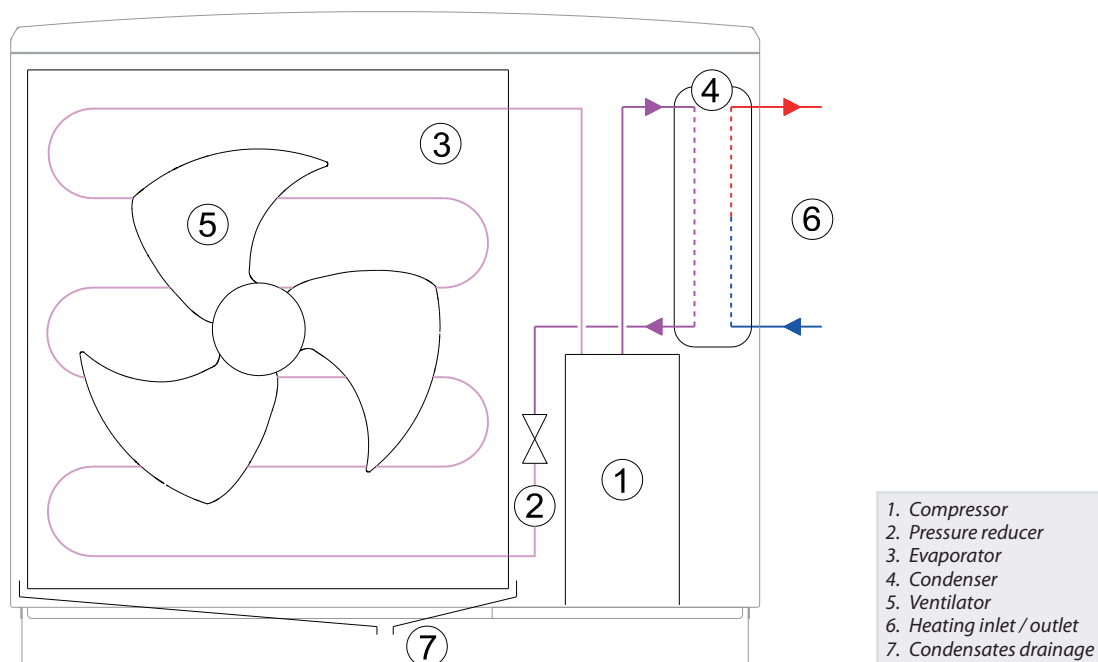 4
3
5
6
1
2
7
1. Compressor
2. Pressure reducer
3. Evaporator
4. Condenser
5. Ventilator
6. Heating inlet / outlet
7. Condensates drainage